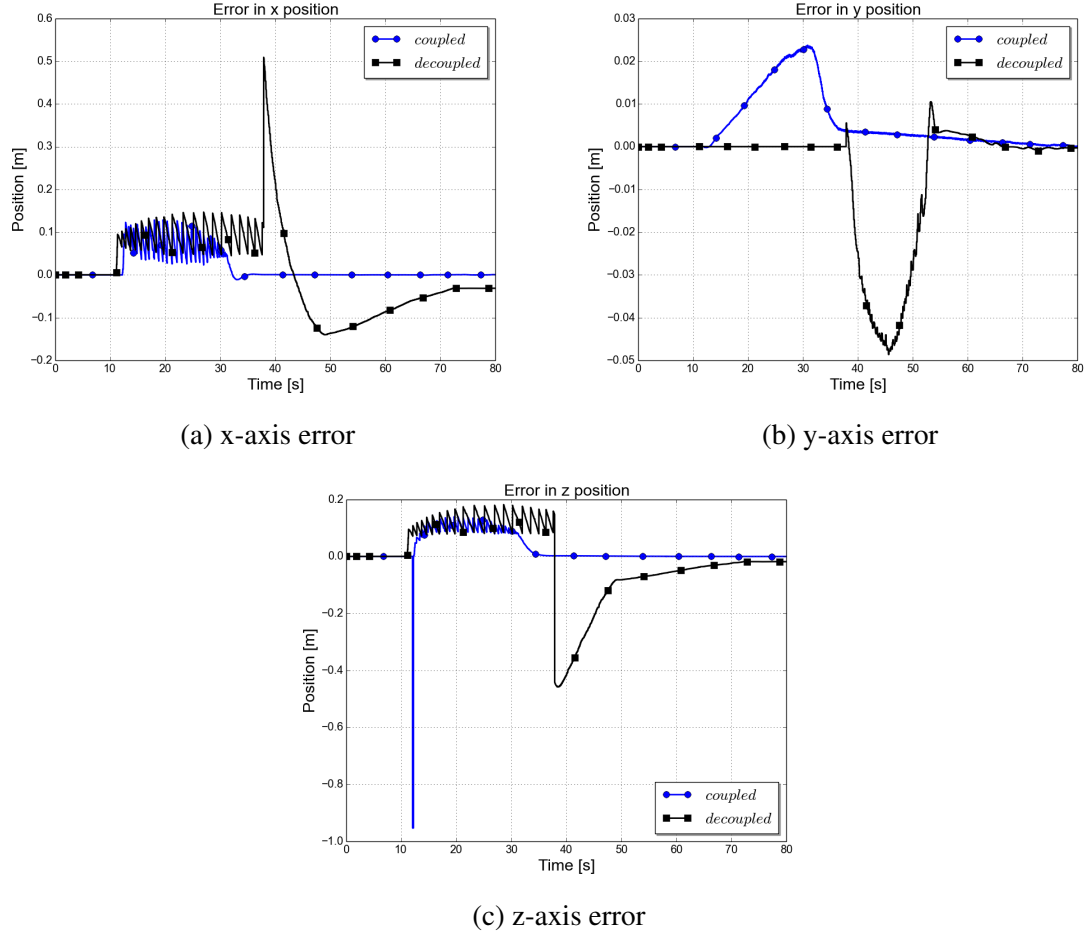 Error in x position
0.6
0.5
0.4
0.3
0.2
0.1
0.0
−0.1
−0.2
Position [m]
coupled
decoupled
0 10 20 30 40 50 60 70 80
Time [s]
(a) x-axis error
Error in y position
0.03
0.02
0.01
0.00
−0.01
−0.02
−0.03
−0.04
−0.05
Position [m]
coupled
decoupled
0 10 20 30 40 50 60 70 80
Time [s]
(b) y-axis error
Error in z position
0.2
0.0
−0.2
−0.4
−0.6
−0.8
−1.0
Position [m]
coupled
decoupled
0 10 20 30 40 50 60 70 80
Time [s]
(c) z-axis error